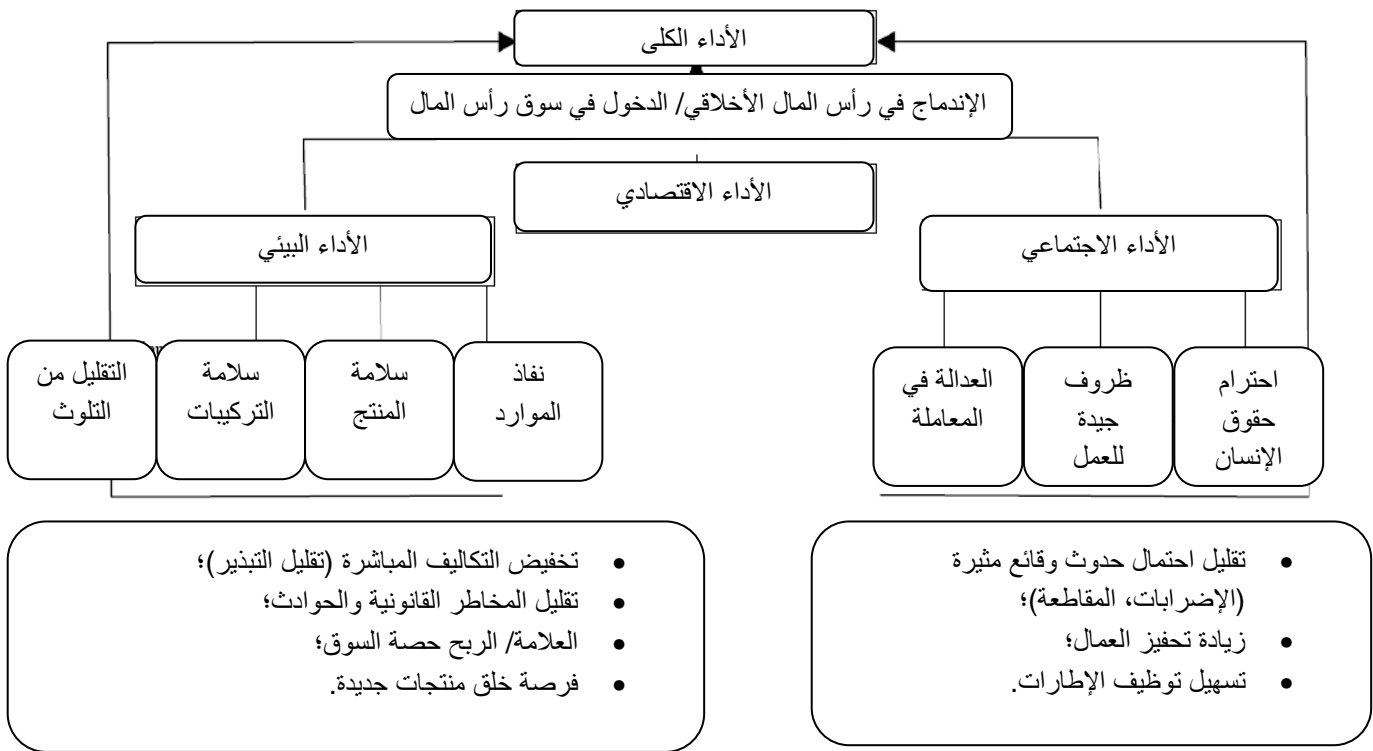 الأداء الكلى
الإندماج في رأس المال الأخلاقي/ الدخول في سوق رأس المال
الأداء الاقتصادي
الأداء الاجتماعي
الأداء البيئي
احترام
حقوق
الإنسان
ظروف
جيدة
للعمل
العدالة في
المعاملة
نفاذ
الموارد
سلامة
المنتج
سلامة
التركيبات
التقليل من
التلوث
• تقليل احتمال حدوث وقائع مثيرة
(الإضرابات، المقاطعة)؛
• زيادة تحفيز العمال؛
• تسهيل توظيف الإطارات.
• تخفيض التكاليف المباشرة (تقليل التبذير)؛
• تقليل المخاطر القانونية والحوادث؛
• العلامة/ الربح حصة السوق؛
• فرصة خلق منتجات جديدة.